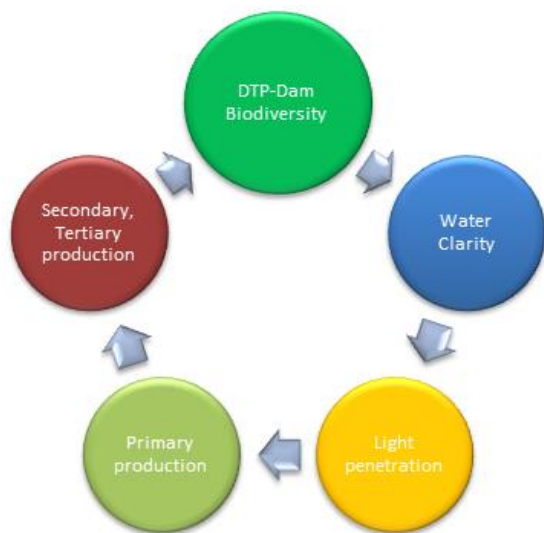 DTP-Dam
Biodiversity
Water
Clarity
Light
penetration
Primary
production
Secondary,
Tertiary
production